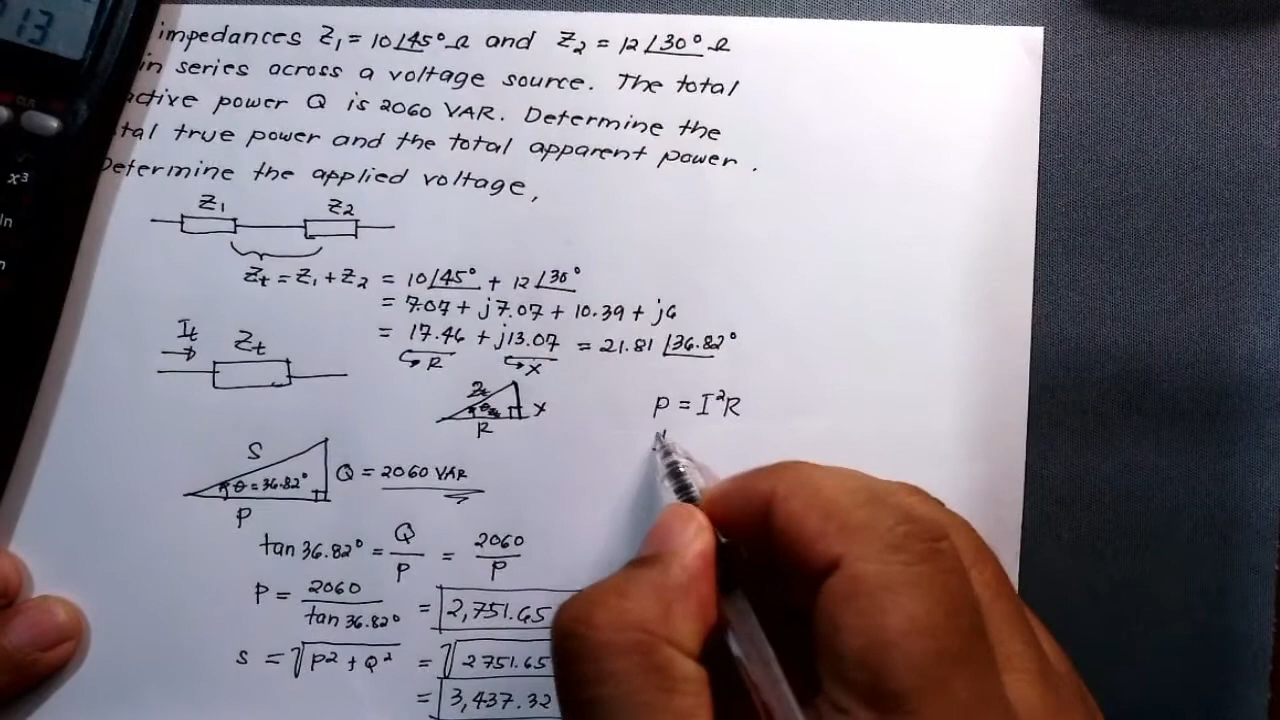 13
x³
impedances Z₁ = 10∠45° Ω and Z₂ = 12∠30° Ω
in series across a voltage source. The total
active power Q is 2060 VAR. Determine the
tal true power and the total apparent power.
Determine the applied voltage,
Z₁ Z₂
Zt = Z₁ + Z₂ = 10∠45° + 12∠30°
= 7.07 + j7.07 + 10.39 + j6
= 17.46 + j13.07 = 21.81 ∠36.82°
R X
It Zt
Zt θ X
R
P = I²R
S
θ = 36.82° Q = 2060 VAR
P
tan 36.82° = Q/P = 2060/P
P = 2060/tan 36.82° = 2,751.65
S = √P² + Q² = √2751.65
= 3,437.32